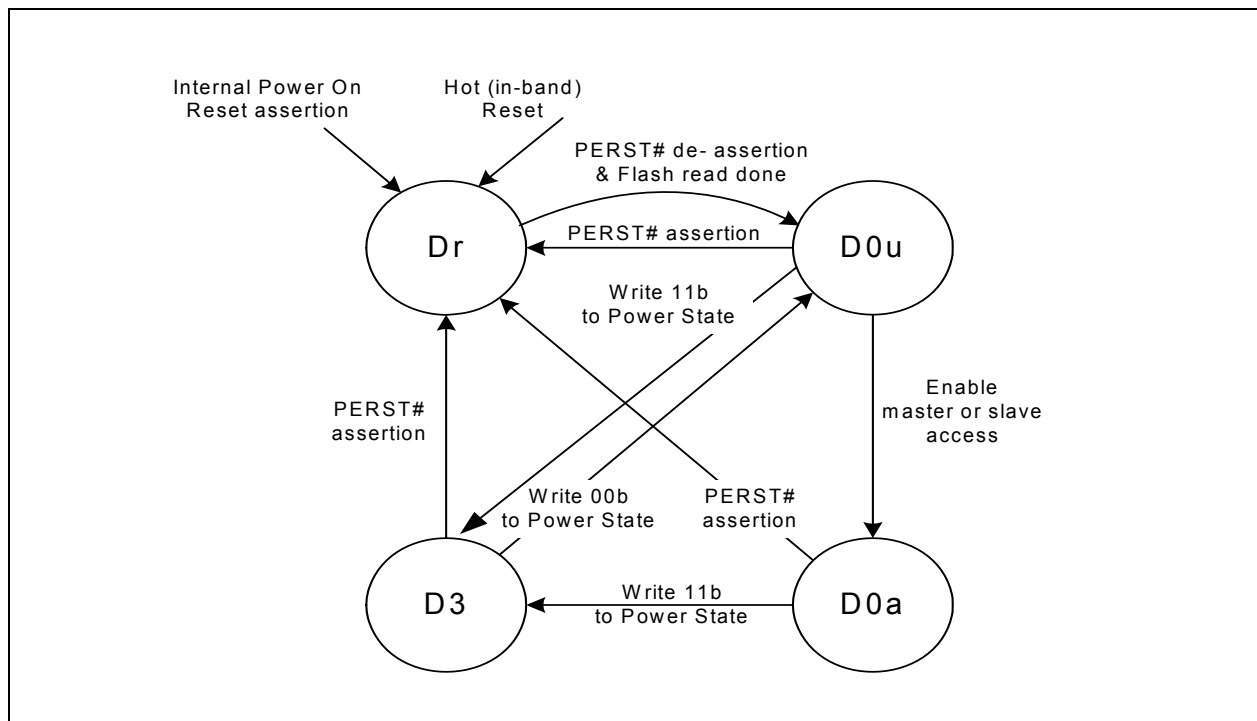 Internal Power On
Reset assertion
Hot (in-band)
Reset
PERST# de- assertion
& Flash read done
Dr
PERST# assertion
D0u
Write 11b
to Power State
PERST#
assertion
Enable
master or slave
access
Write 00b
to Power State
PERST#
assertion
D3
Write 11b
to Power State
D0a